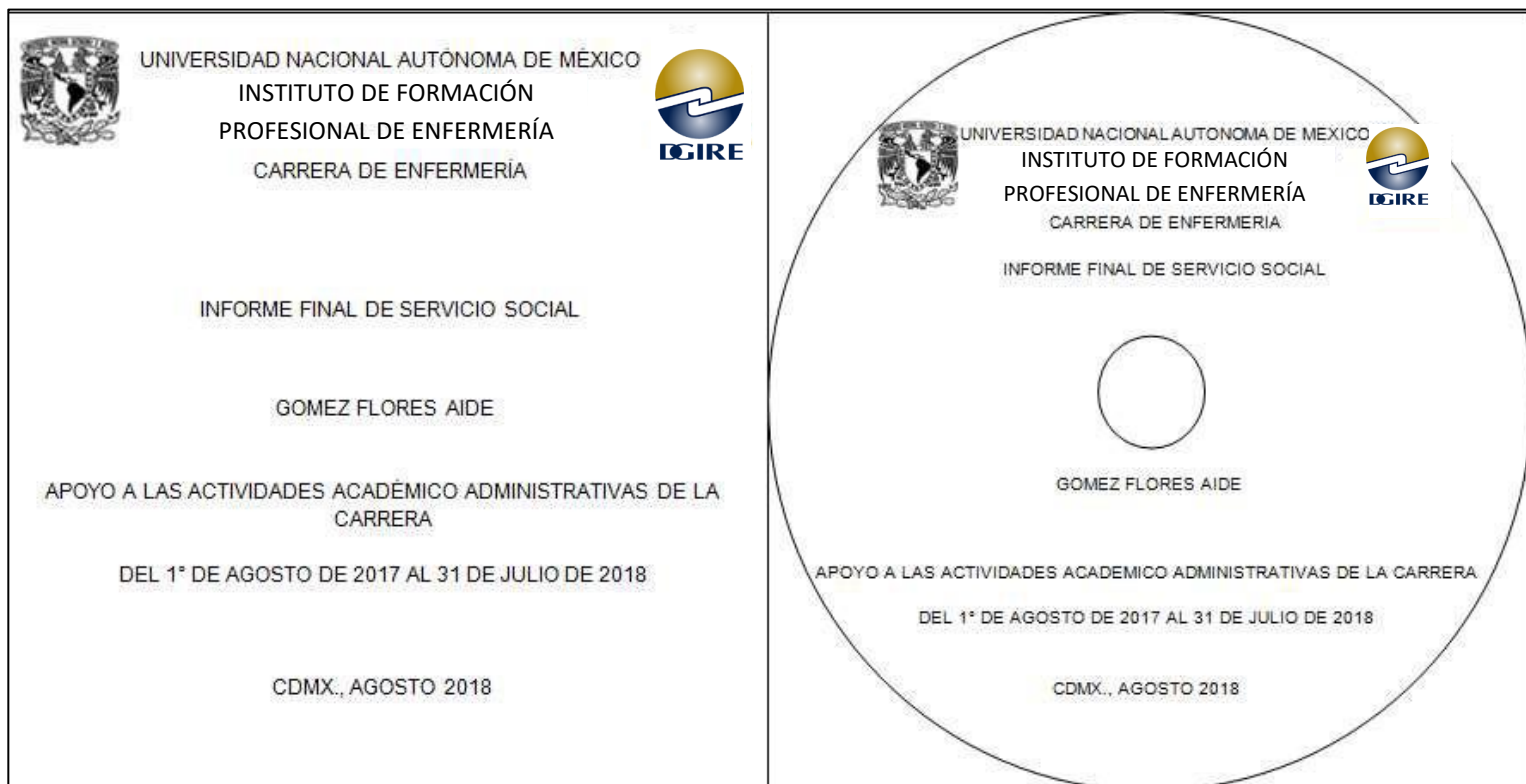 UNIVERSIDAD NACIONAL AUTÓNOMA DE MÉXICO
INSTITUTO DE FORMACIÓN
PROFESIONAL DE ENFERMERÍA
DGIRE
CARRERA DE ENFERMERÍA
INFORME FINAL DE SERVICIO SOCIAL
GOMEZ FLORES AIDE
APOYO A LAS ACTIVIDADES ACADÉMICO ADMINISTRATIVAS DE LA
CARRERA
DEL 1° DE AGOSTO DE 2017 AL 31 DE JULIO DE 2018
CDMX., AGOSTO 2018
UNIVERSIDAD NACIONAL AUTONOMA DE MEXICO
INSTITUTO DE FORMACIÓN
PROFESIONAL DE ENFERMERÍA
DGIRE
CARRERA DE ENFERMERIA
INFORME FINAL DE SERVICIO SOCIAL
GOMEZ FLORES AIDE
APOYO A LAS ACTIVIDADES ACADEMICO ADMINISTRATIVAS DE LA CARRERA
DEL 1° DE AGOSTO DE 2017 AL 31 DE JULIO DE 2018
CDMX., AGOSTO 2018